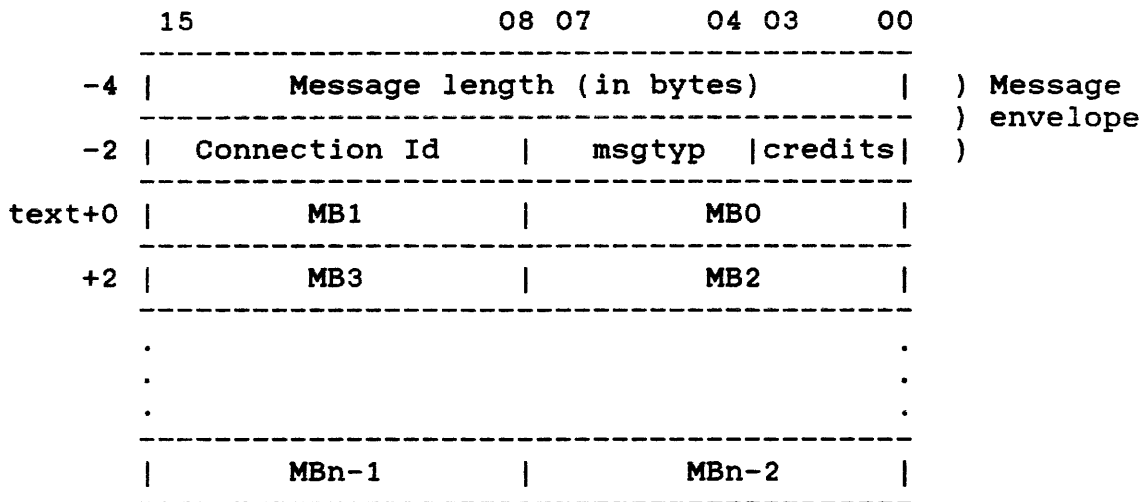 15 08 07 04 03 00
-4 | Message length (in bytes) | ) Message
) envelope
-2 | Connection Id | msgtyp |credits| )
text+0 | MB1 | MB0 |
+2 | MB3 | MB2 |
. .
. .
. .
| MBn-1 | MBn-2 |